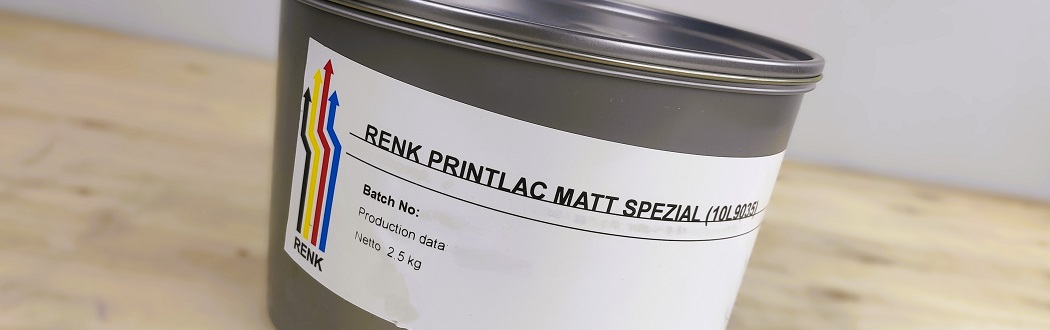 RENK PRINTLAC MATT SPEZIAL (10L9035)
Batch No:
Production data
Netto 2.5 kg
RENK